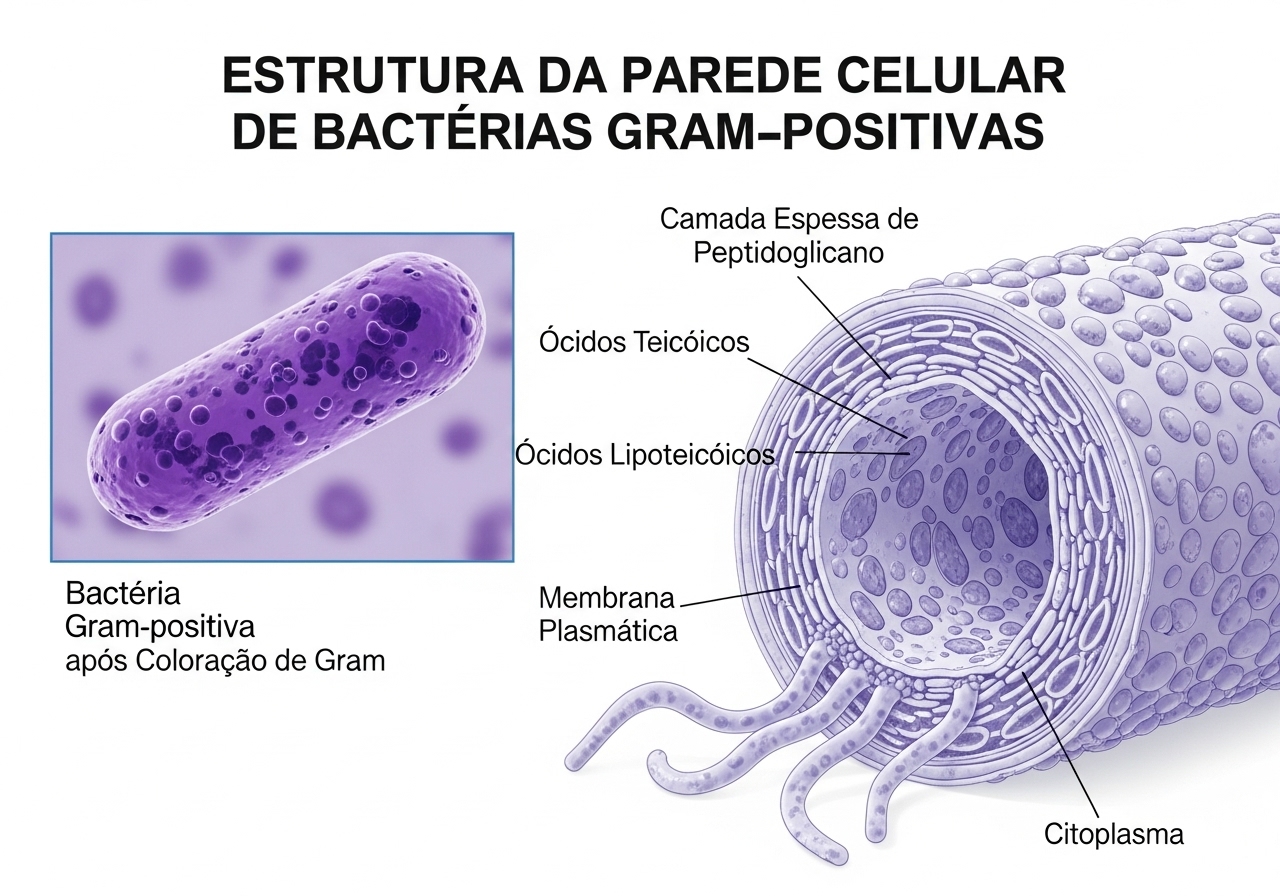 ESTRUTURA DA PAREDE CELULAR
DE BACTÉRIAS GRAM–POSITIVAS
Camada Espessa de
Peptidoglicano
Ócidos Teicóicos
Ócidos Lipoteicóicos
Membrana
Plasmática
Bactéria
Gram-positiva
após Coloração de Gram
Citoplasma